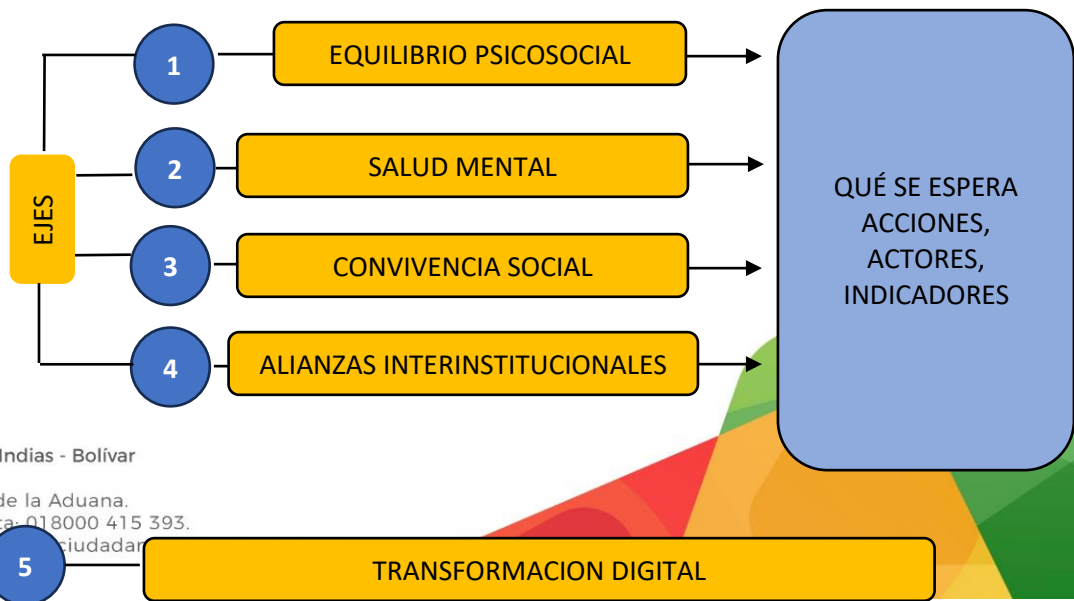 1
EQUILIBRIO PSICOSOCIAL
2
SALUD MENTAL
EJES
3
CONVIVENCIA SOCIAL
4
ALIANZAS INTERINSTITUCIONALES
QUÉ SE ESPERA
ACCIONES,
ACTORES,
INDICADORES
Indias - Bolívar
de la Aduana.
018000 415 393.
5
TRANSFORMACION DIGITAL